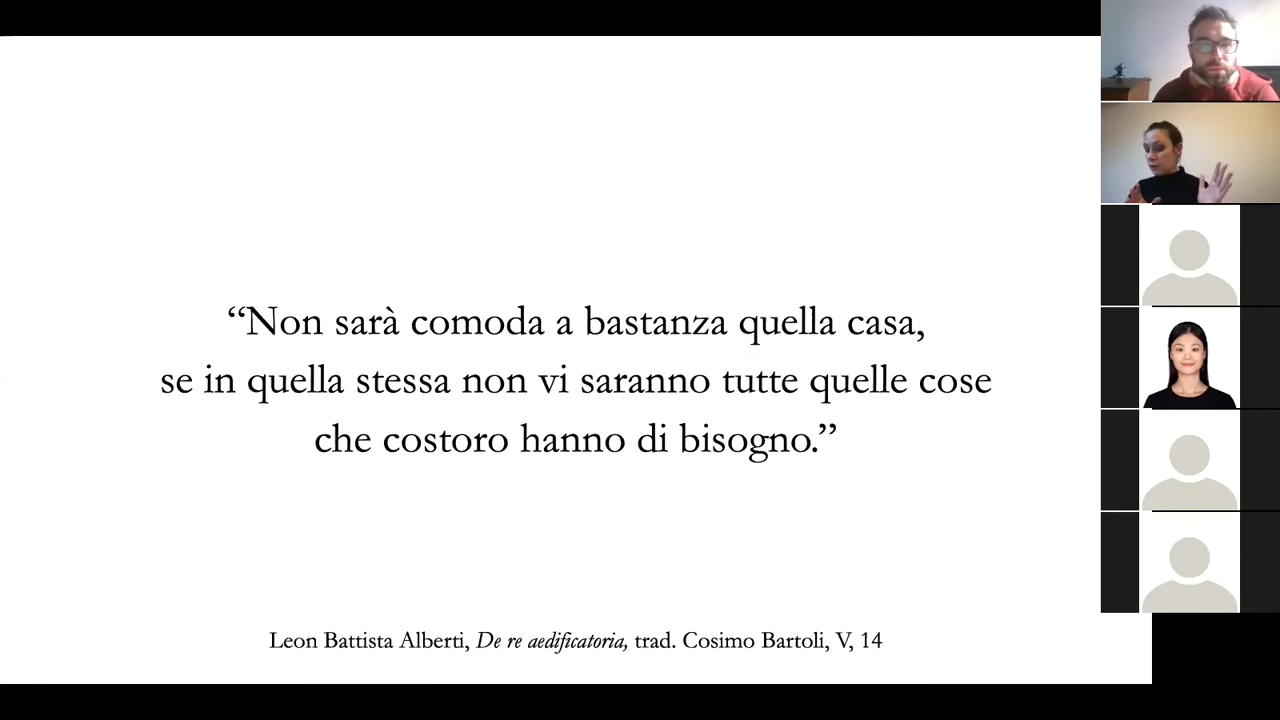 “Non sarà comoda a bastanza quella casa,
se in quella stessa non vi saranno tutte quelle cose
che costoro hanno di bisogno.”
Leon Battista Alberti, De re aedificatoria, trad. Cosimo Bartoli, V, 14